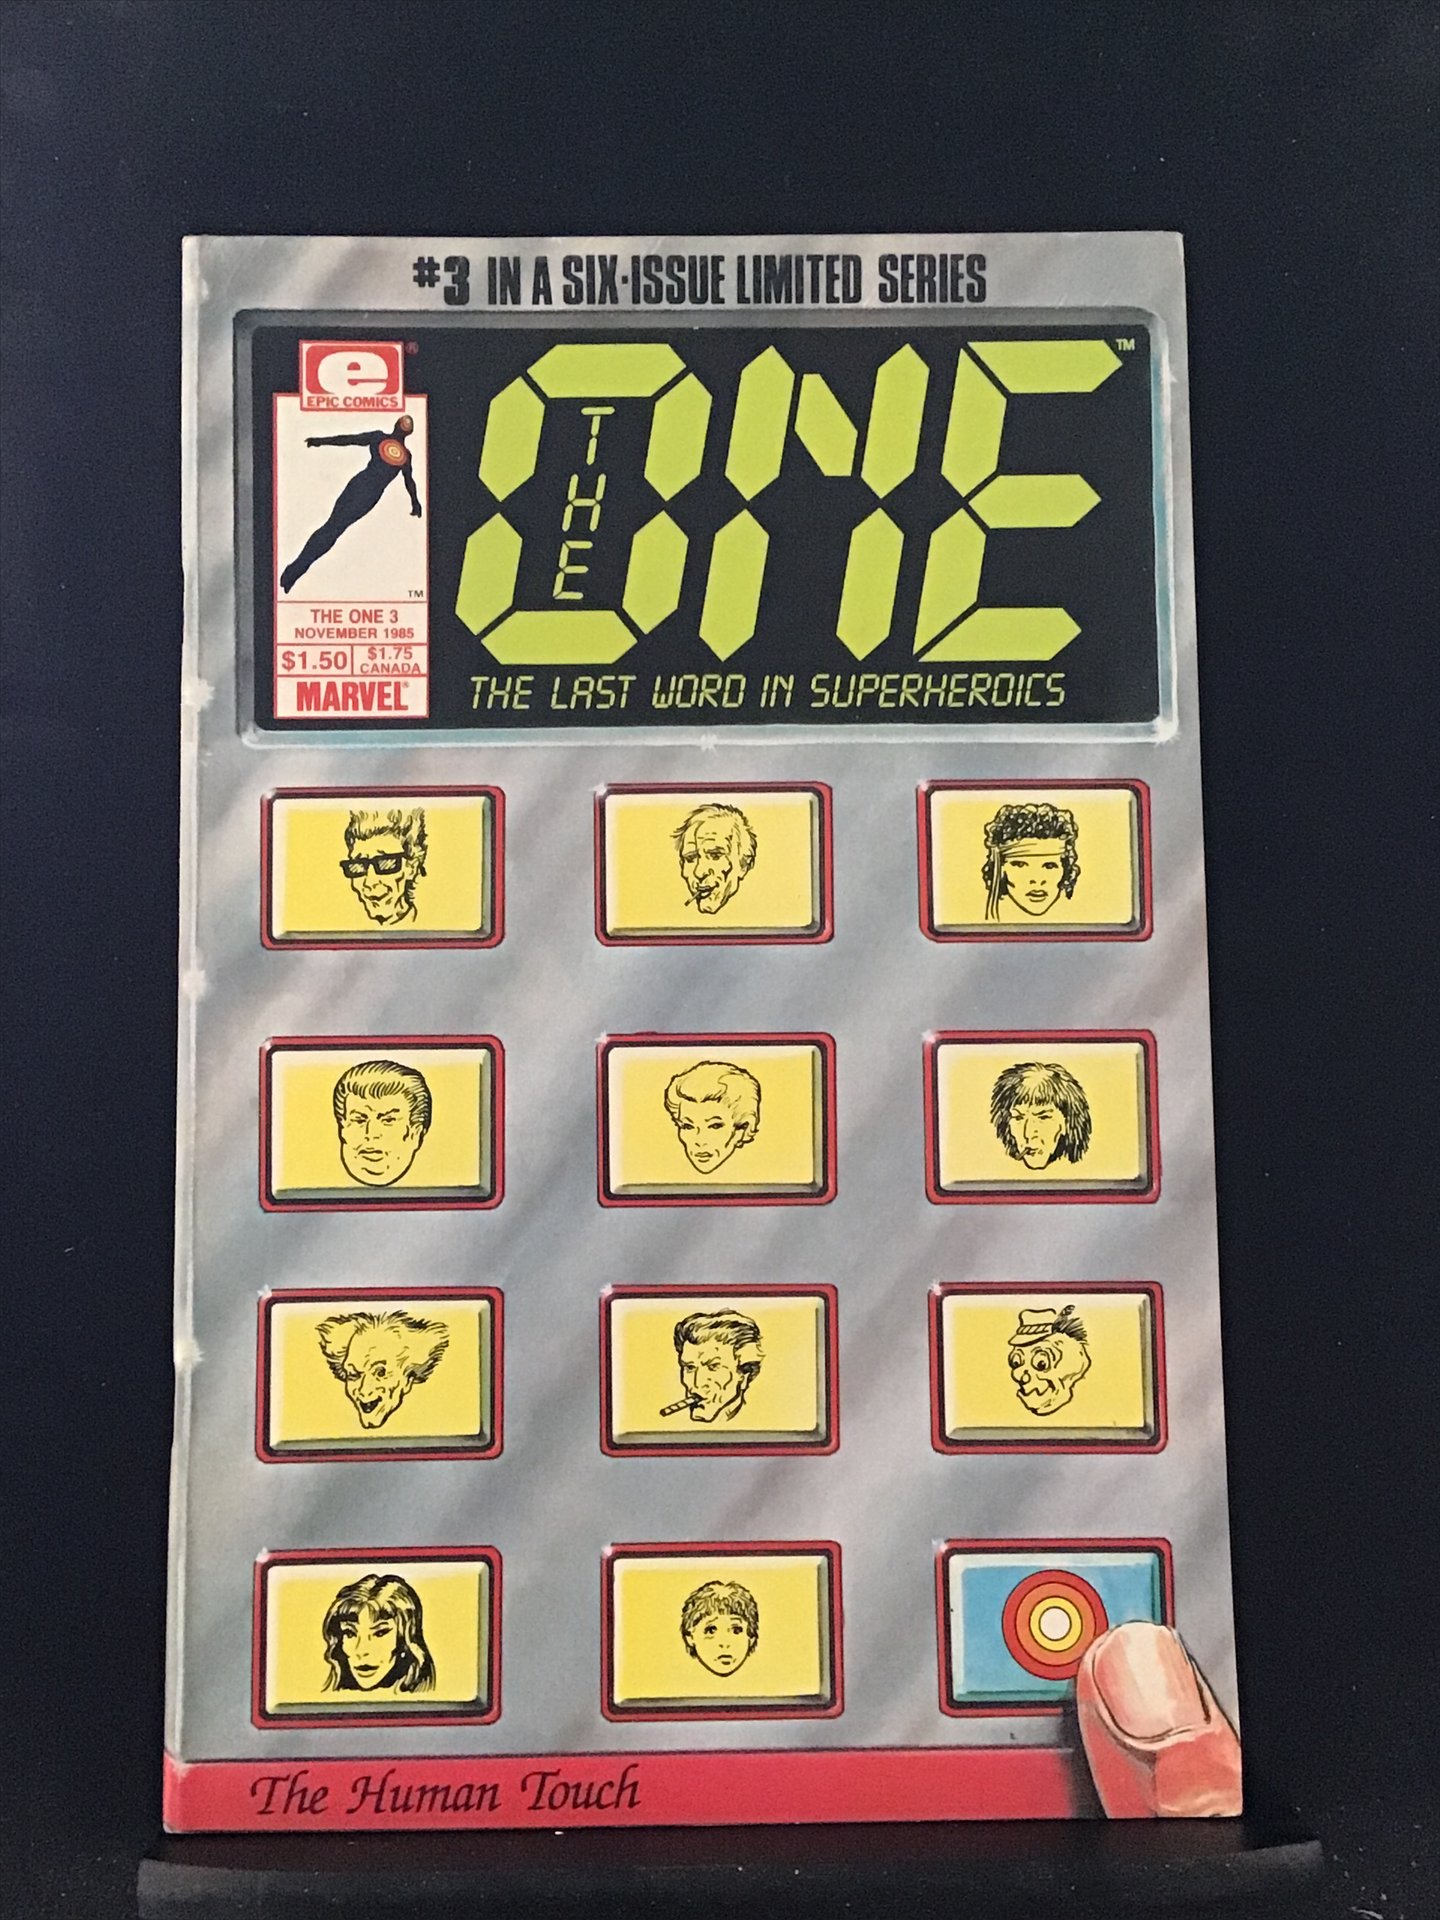 #3 IN A SIX-ISSUE LIMITED SERIES
e ®
EPIC COMICS
THE ONE ™
™
THE ONE 3
NOVEMBER 1985
$1.50 $1.75 CANADA
MARVEL®
THE LAST WORD IN SUPERHEROICS
The Human Touch